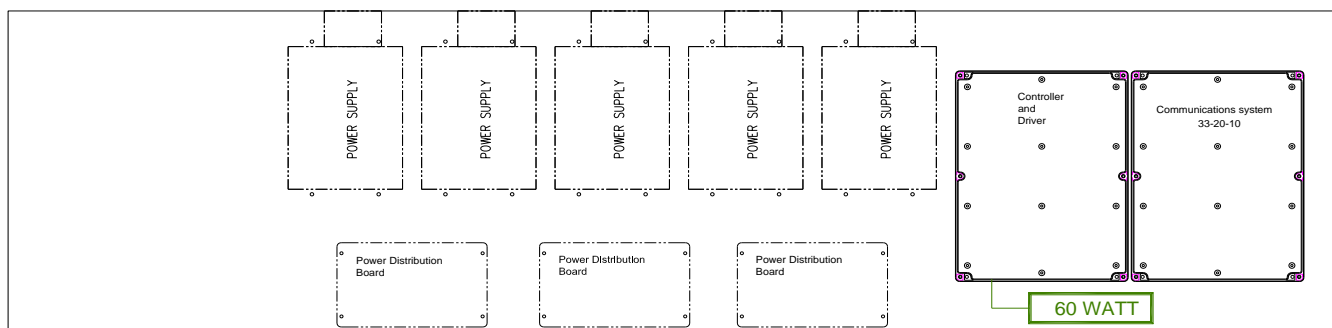 POWER SUPPLY
POWER SUPPLY
POWER SUPPLY
POWER SUPPLY
POWER SUPPLY
Controller
and
Driver
Communications system
33-20-10
Power Distribution
Board
Power Distribution
Board
Power Distribution
Board
60 WATT